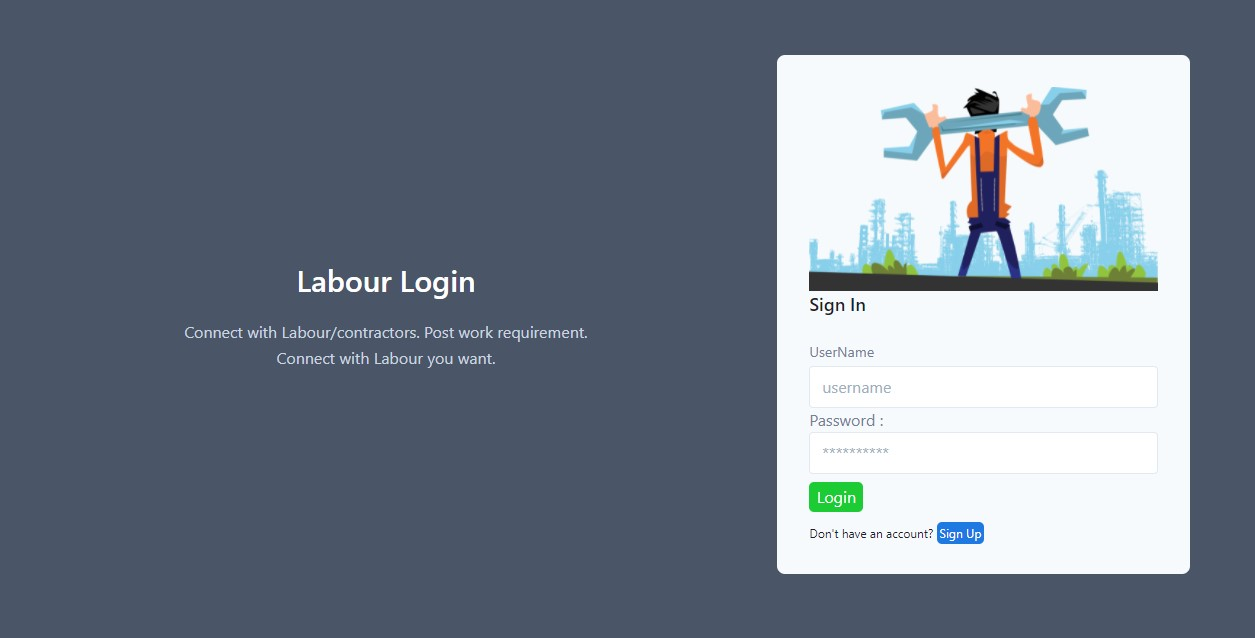 Labour Login
Connect with Labour/contractors. Post work requirement.
Connect with Labour you want.
Sign In
UserName
username
Password :
**********
Login
Don't have an account? Sign Up